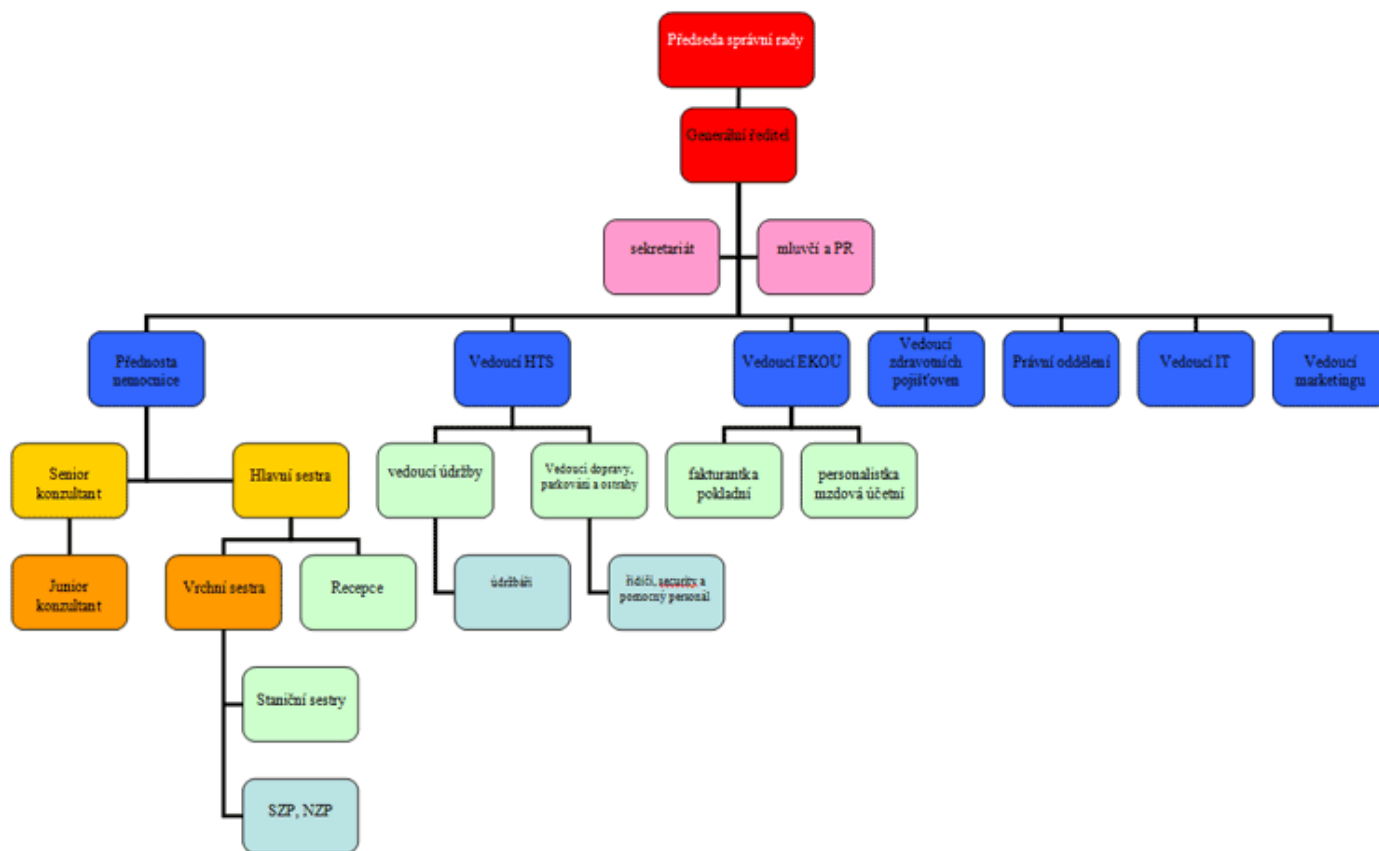 Předseda správní rady
Generální ředitel
sekretariát
mluvčí a PR
Přednosta
nemocnice
Vedoucí HTS
Vedoucí EKOU
Vedoucí
zdravotních
pojišťoven
Právní oddělení
Vedoucí IT
Vedoucí
marketingu
Senior
konzultant
Hlavní sestra
vedoucí údržby
Vedoucí dopravy,
parkování a ostrahy
fakturantka
pokladní
personalistka
mzdová účetní
Junior
konzultant
Vrchní sestra
Recepce
údržbáři
řidiči, security a
pomocný personál
Staniční sestry
SZP, NZP